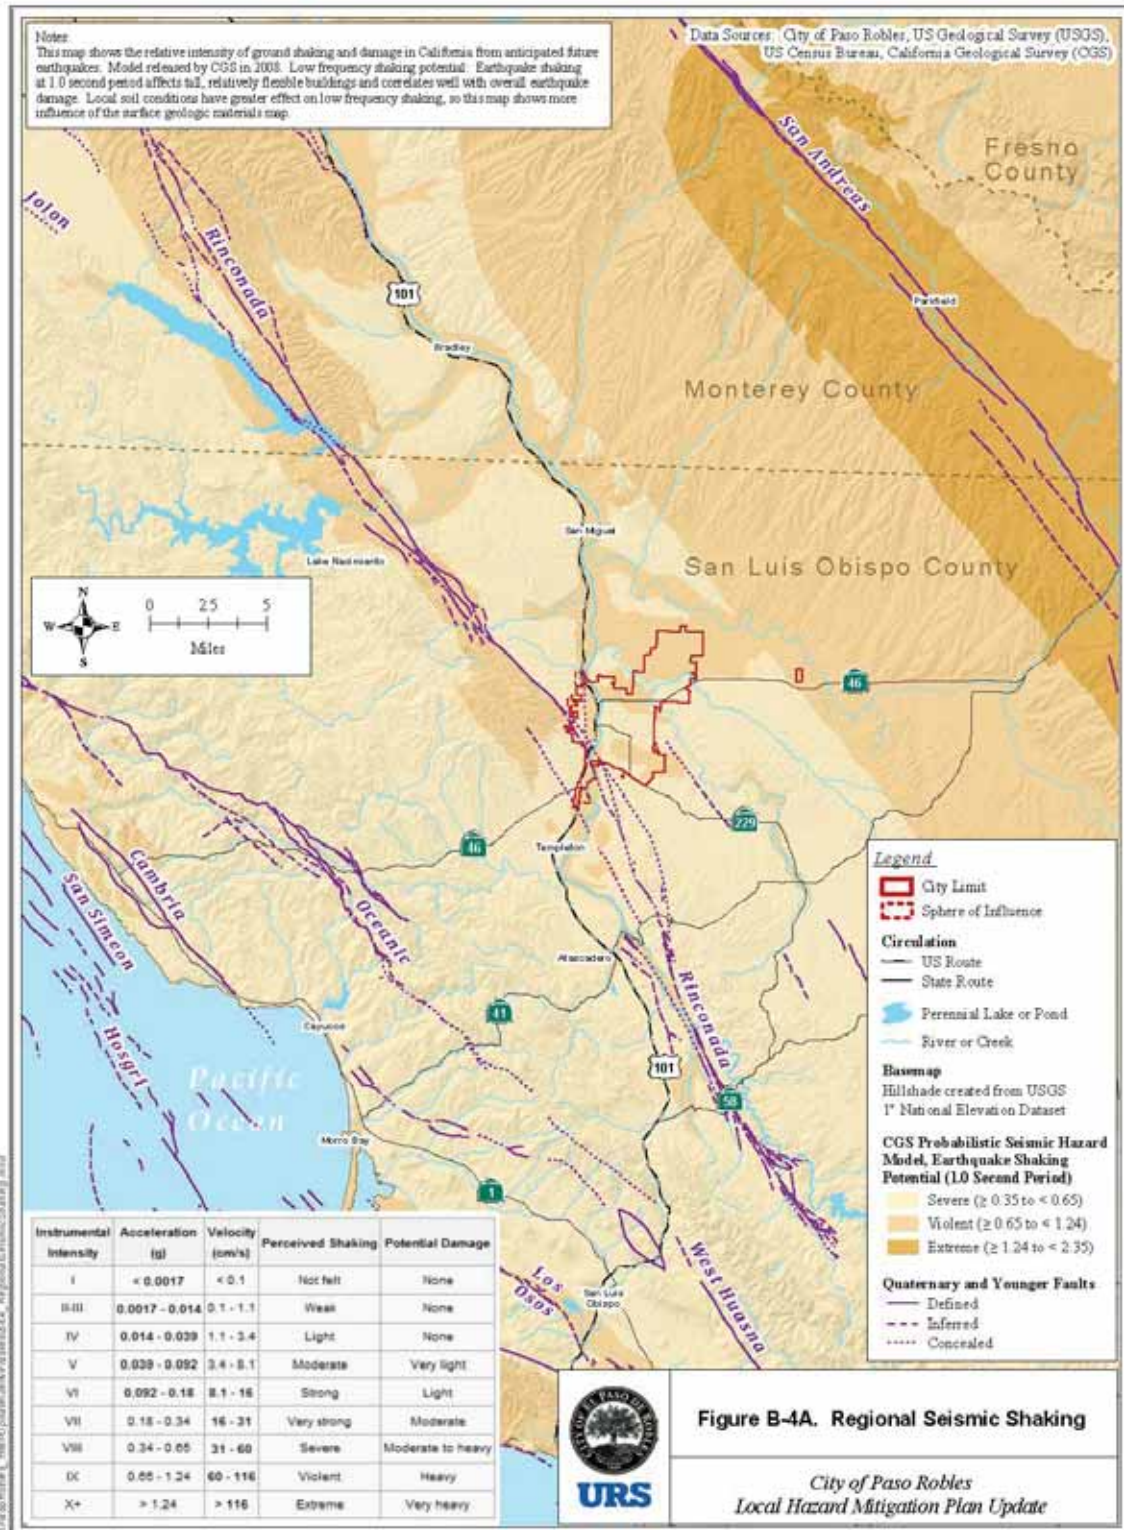 Notes
This map shows the relative intensity of ground shaking and damage in California from anticipated future
earthquakes. Model released by CGS in 2008. Low frequency shaking potential: Earthquake shaking
at 1.0 second period affects tall, relatively flexible buildings and correlates well with overall earthquake
damage. Local soil conditions have greater effect on low frequency shaking, so this map shows more
influence of the surface geologic materials map.
Data Sources: City of Paso Robles, US Geological Survey (USGS),
US Census Bureau, California Geological Survey (CGS)
San Andreas
Fresno
County
Jolon
Rinconada
101
Parkfield
Bradley
Monterey County
San Miguel
Lake Nacimiento
San Luis Obispo County
N
W E
S
0 2.5 5
Miles
46
229
46
Templeton
Cambria
San Simeon
Oceanic
Atascadero
Rinconada
41
Cayucos
Hosgri
Pacific
Ocean
101
58
Morro Bay
1
West Huasna
Los
Osos
San Luis
Obispo
Legend
City Limit
Sphere of Influence
Circulation
US Route
State Route
Perennial Lake or Pond
River or Creek
Basemap
Hillshade created from USGS
1" National Elevation Dataset
CGS Probabilistic Seismic Hazard
Model, Earthquake Shaking
Potential (1.0 Second Period)
Severe (≥ 0.35 to < 0.65)
Violent (≥ 0.65 to < 1.24)
Extreme (≥ 1.24 to < 2.35)
Quaternary and Younger Faults
Defined
Inferred
Concealed
Instrumental Intensity Acceleration (g) Velocity (cm/s) Perceived Shaking Potential Damage
I < 0.0017 < 0.1 Not felt None
II-III 0.0017 - 0.014 0.1 - 1.1 Weak None
IV 0.014 - 0.039 1.1 - 3.4 Light None
V 0.039 - 0.092 3.4 - 8.1 Moderate Very light
VI 0.092 - 0.18 8.1 - 16 Strong Light
VII 0.18 - 0.34 16 - 31 Very strong Moderate
VIII 0.34 - 0.65 31 - 60 Severe Moderate to heavy
IX 0.65 - 1.24 60 - 116 Violent Heavy
X+ > 1.24 > 116 Extreme Very heavy
CITY OF EL PASO DE ROBLES
URS
Figure B-4A. Regional Seismic Shaking
City of Paso Robles
Local Hazard Mitigation Plan Update